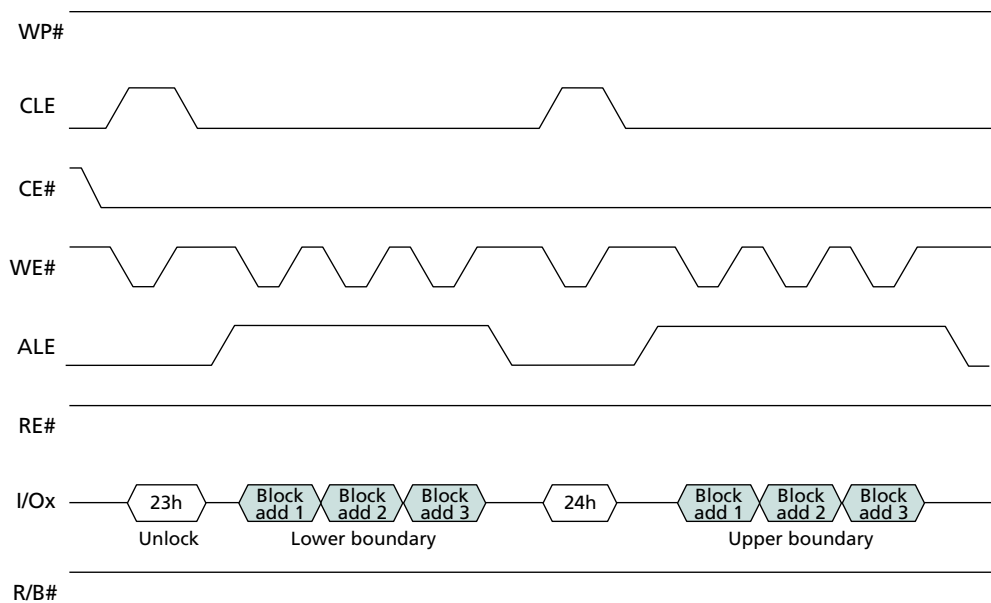 WP#
CLE
CE#
WE#
ALE
RE#
I/Ox
23h
Block add 1
Block add 2
Block add 3
24h
Block add 1
Block add 2
Block add 3
Unlock
Lower boundary
Upper boundary
R/B#